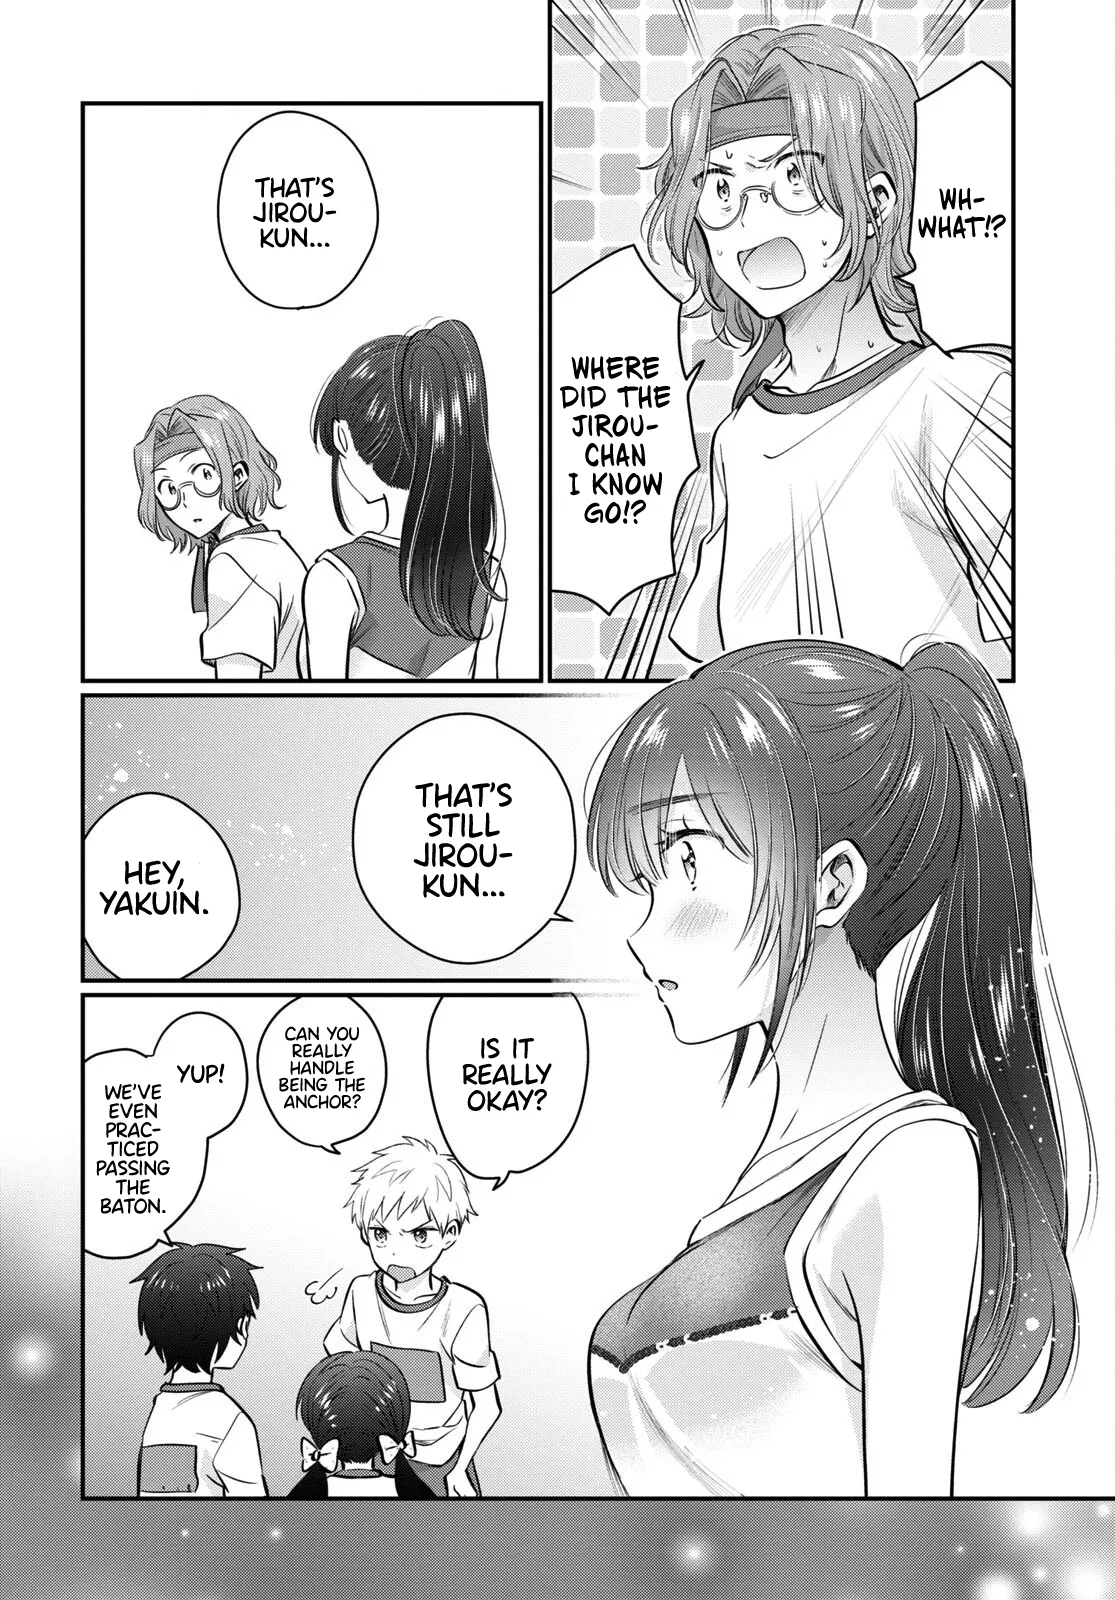 WH-
WHAT!?
WHERE
DID THE
JIROU-
CHAN
I KNOW
GO!?
THAT'S
JIROU-
KUN...
THAT'S
STILL
JIROU-
KUN...
HEY,
YAKUIN.
IS IT
REALLY
OKAY?
CAN YOU
REALLY
HANDLE
BEING THE
ANCHOR?
YUP!
WE'VE
EVEN
PRAC-
TICED
PASSING
THE
BATON.